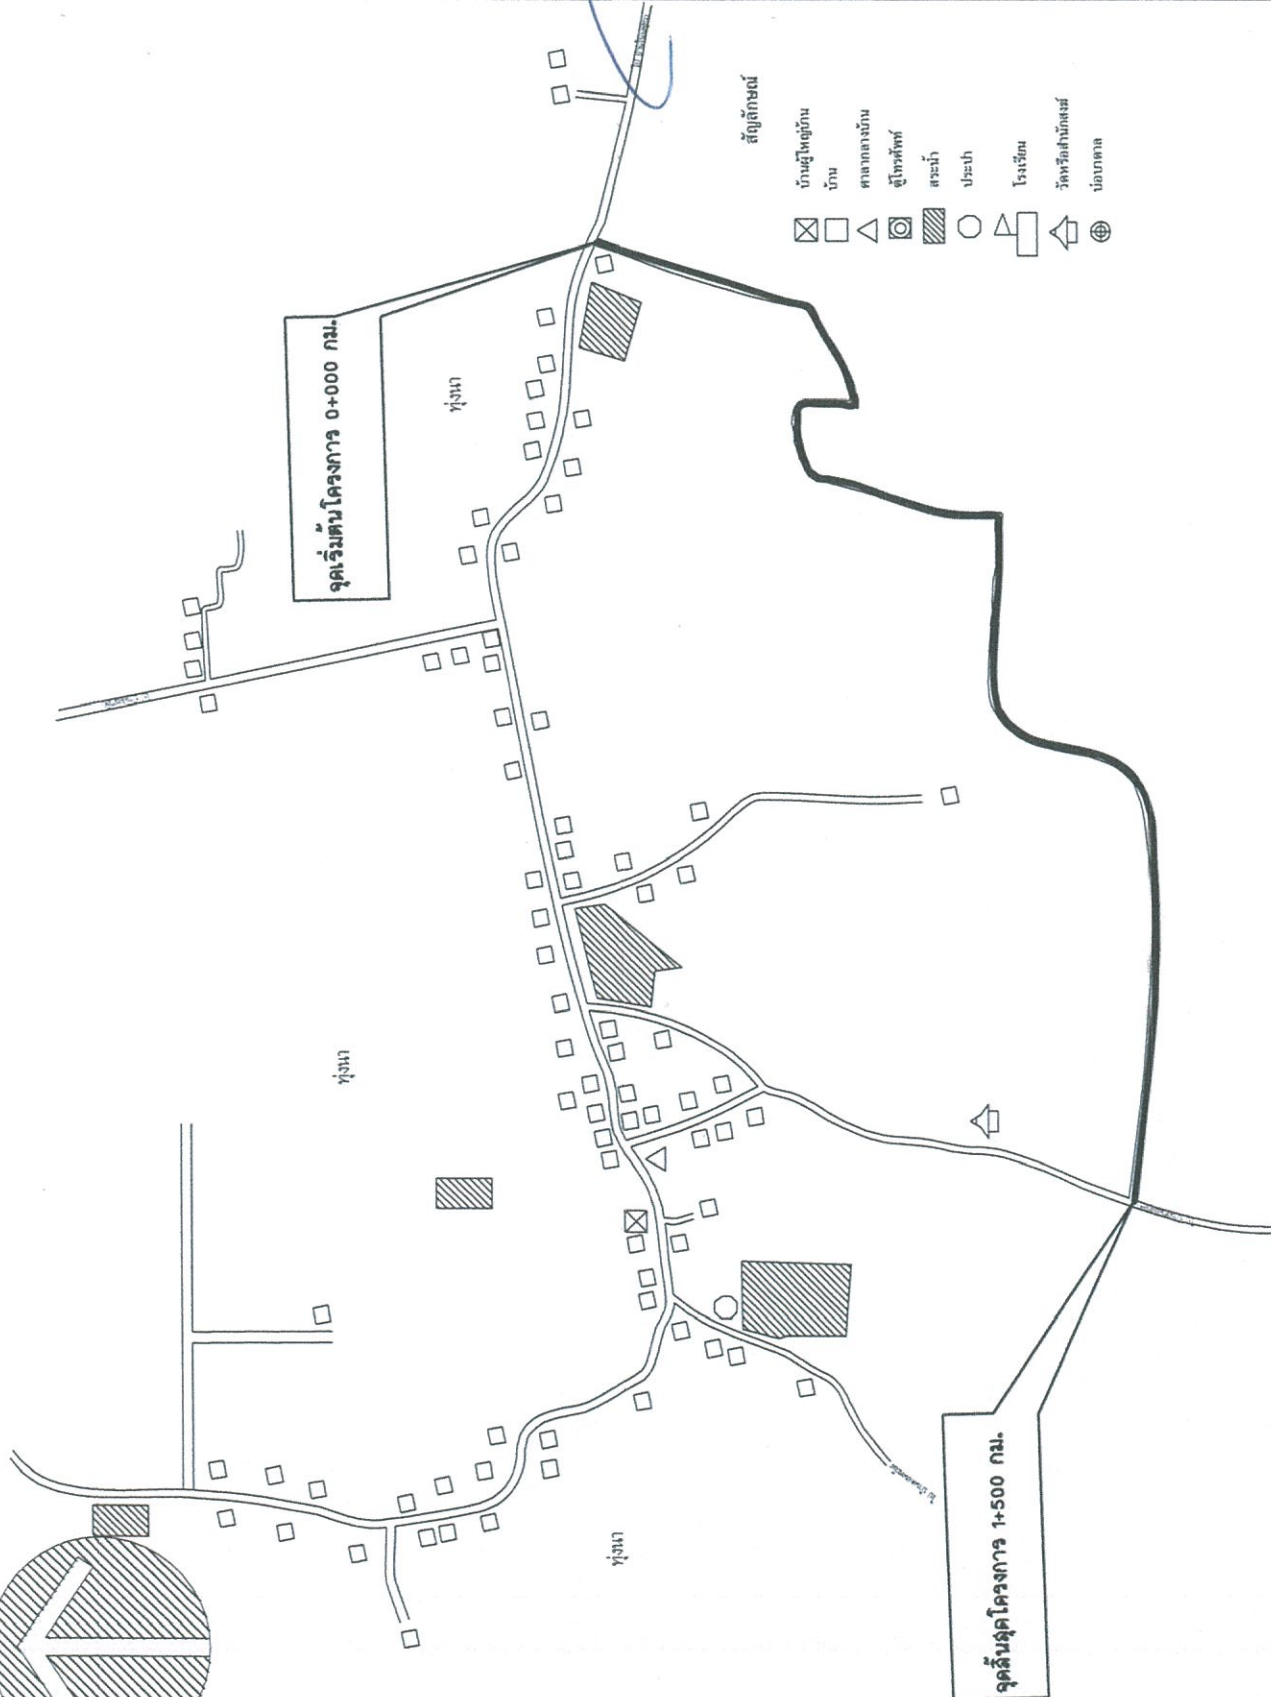 สัญลักษณ์
บ้านผู้ใหญ่บ้าน
บ้าน
ศาลากลางบ้าน
ตู้โทรศัพท์
สระน้ำ
ประปา
โรงเรียน
วัดหรือสำนักสงฆ์
บ่อบาดาล
จุดเริ่มต้นโครงการ 0+000 กม.
ทุ่งนา
ทุ่งนา
ทุ่งนา
จุดสิ้นสุดโครงการ 1+500 กม.